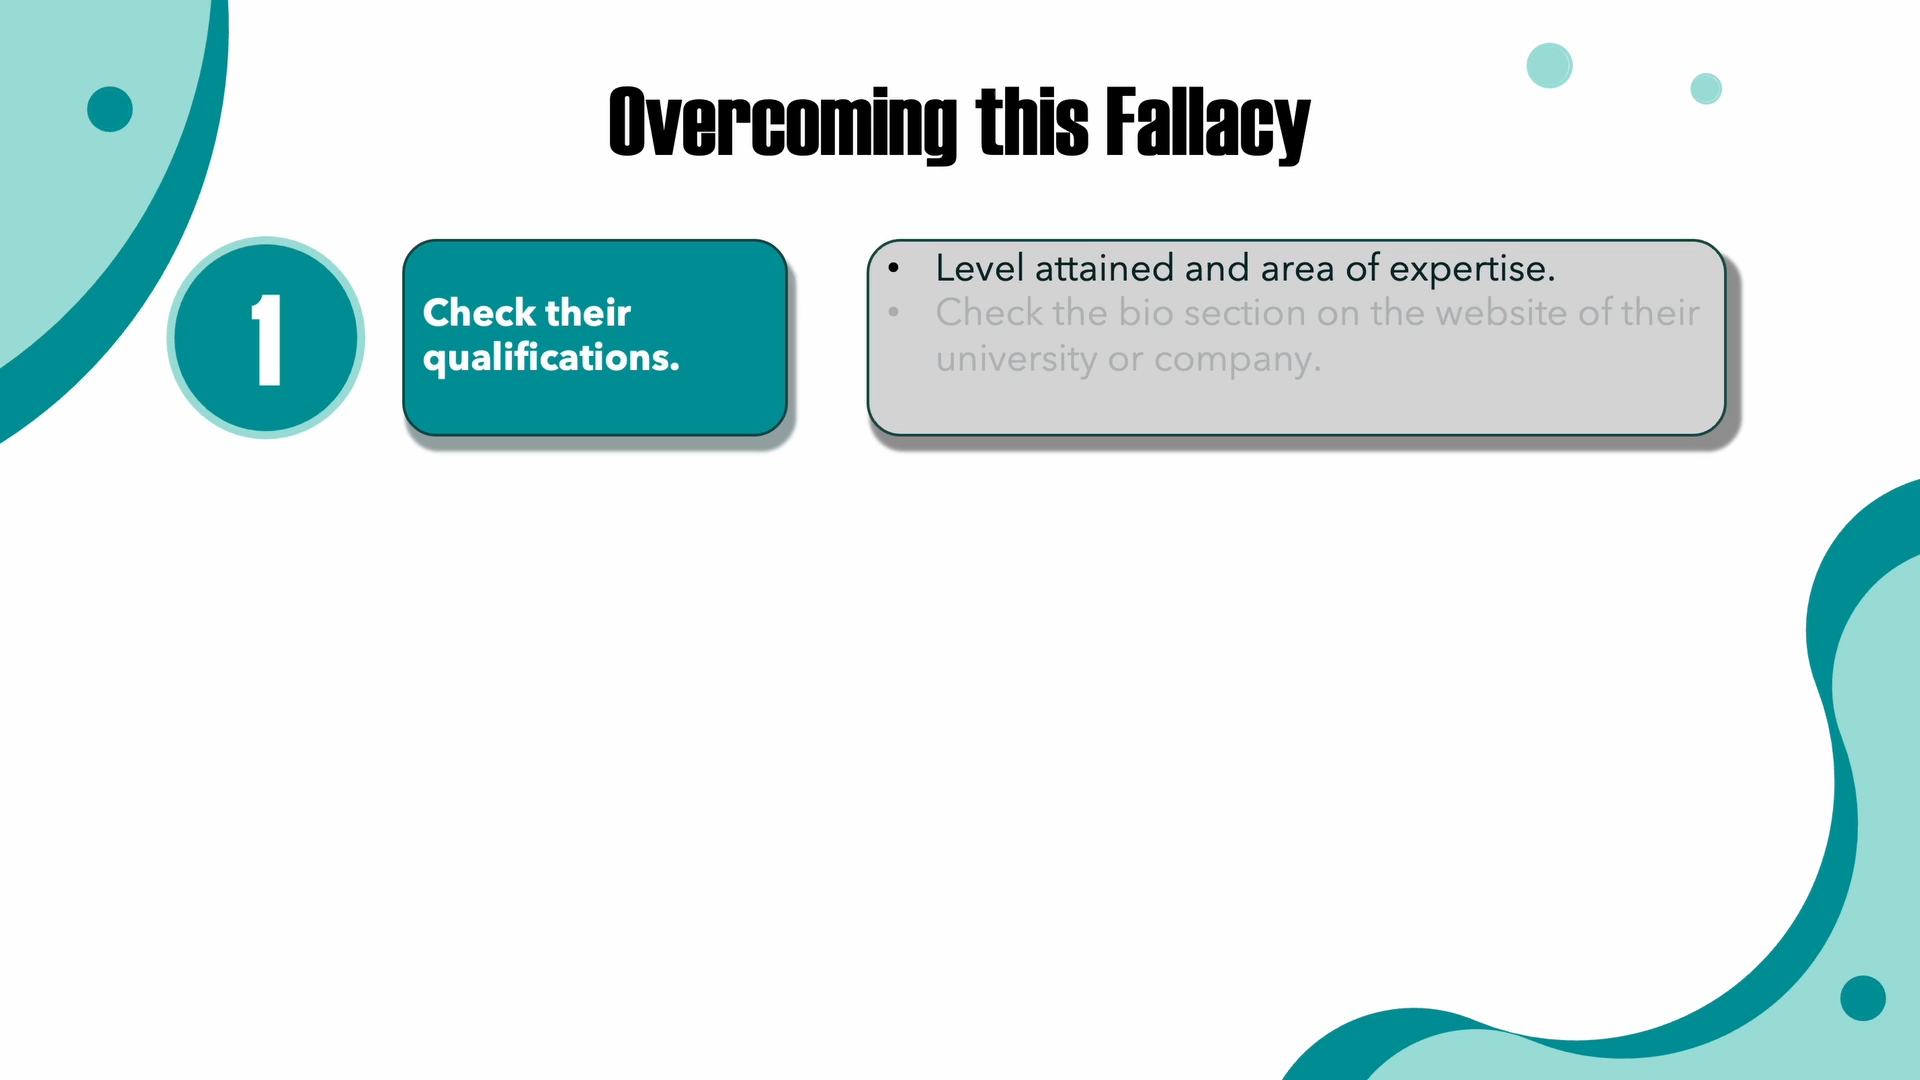 Overcoming this Fallacy
1
Check their
qualifications.
• Level attained and area of expertise.
• Check the bio section on the website of their
university or company.